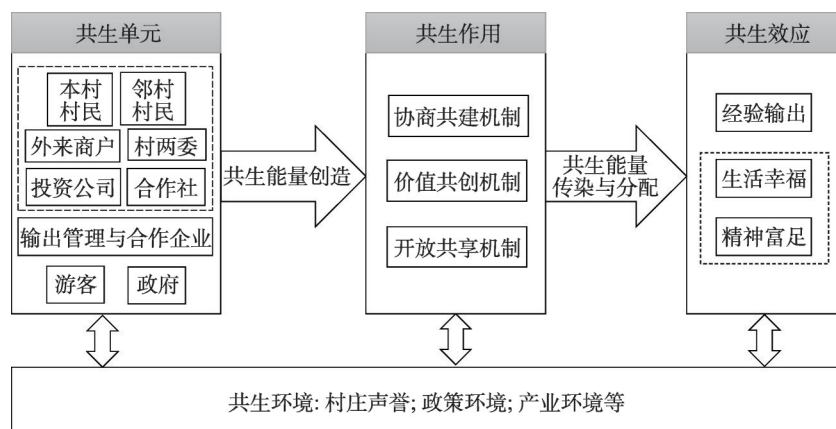 共生单元
本村
村民
邻村
村民
外来商户
村两委
投资公司
合作社
输出管理与合作企业
游客
政府
共生能量创造
共生作用
协商共建机制
价值共创机制
开放共享机制
共生能量
传染与分配
共生效应
经验输出
生活幸福
精神富足
共生环境: 村庄声誉; 政策环境; 产业环境等